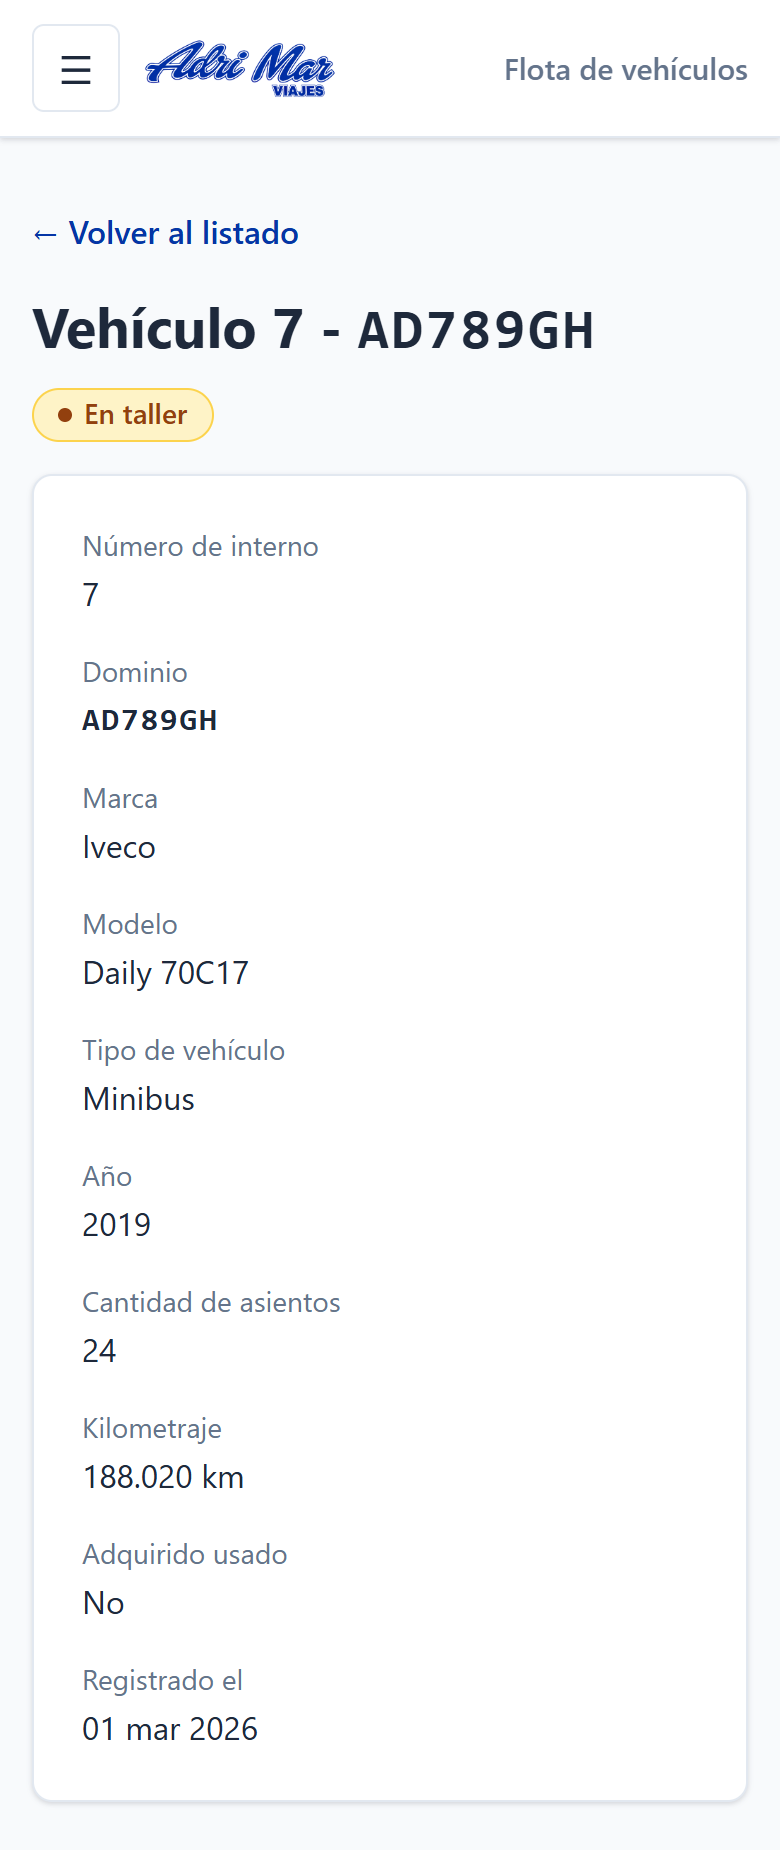 ☰
Adri Mar
VIAJES
Flota de vehículos
← Volver al listado
Vehículo 7 - AD789GH
En taller
Número de interno
7
Dominio
AD789GH
Marca
Iveco
Modelo
Daily 70C17
Tipo de vehículo
Minibus
Año
2019
Cantidad de asientos
24
Kilometraje
188.020 km
Adquirido usado
No
Registrado el
01 mar 2026